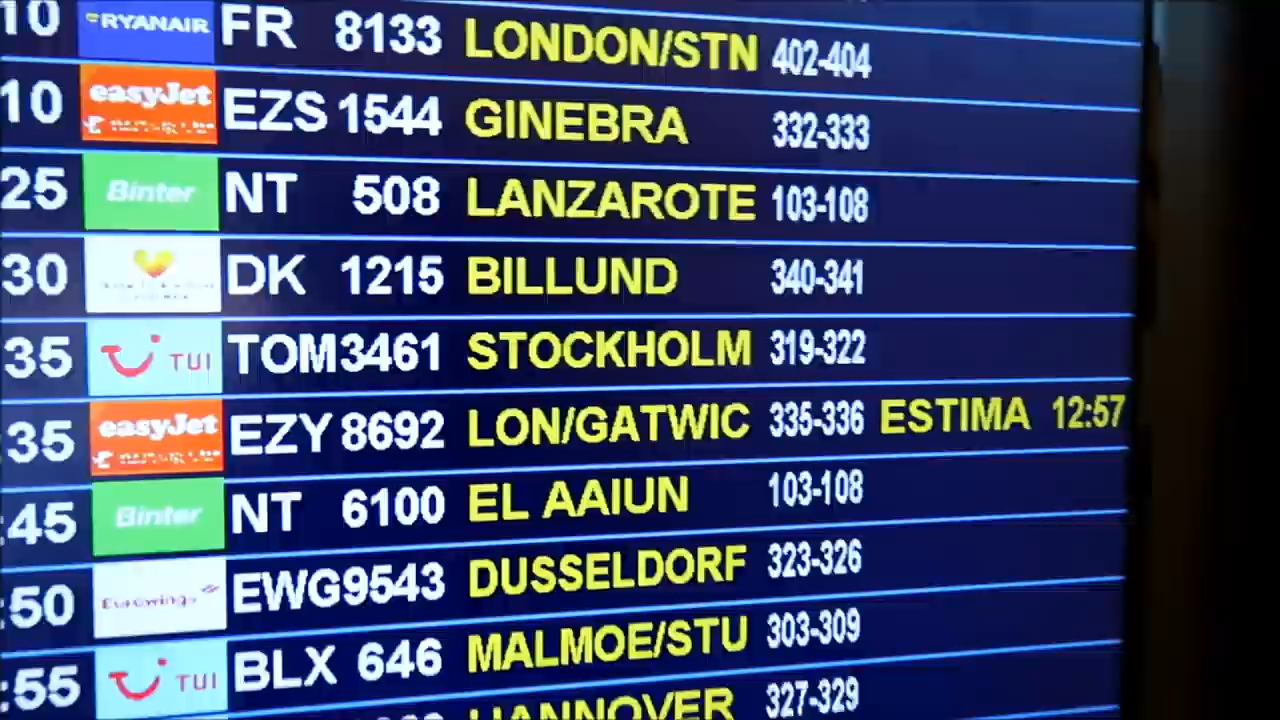 10 RYANAIR FR 8133 LONDON/STN 402-404
10 easyJet EZS 1544 GINEBRA 332-333
25 Binter NT 508 LANZAROTE 103-108
30 DK 1215 BILLUND 340-341
35 TUI TOM3461 STOCKHOLM 319-322
:35 easyJet EZY 8692 LON/GATWIC 335-336 ESTIMA 12:57
:45 Binter NT 6100 EL AAIUN 103-108
:50 Eurowings EWG9543 DUSSELDORF 323-326
:55 TUI BLX 646 MALMOE/STU 303-309
HANNOVER 327-329